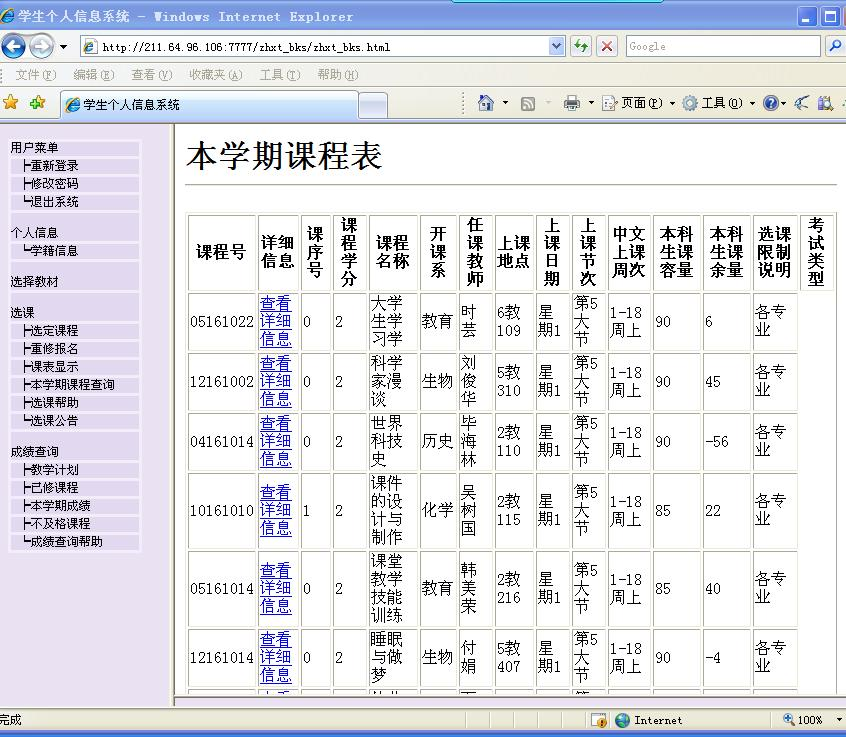 学生个人信息系统 - Windows Internet Explorer
http://211.64.96.106:7777/zhxt_bks/zhxt_bks.html
Google
文件(F) 编辑(E) 查看(V) 收藏夹(A) 工具(T) 帮助(H)
学生个人信息系统
页面(P) 工具(O)
用户菜单
重新登录
修改密码
退出系统
个人信息
学籍信息
选择教材
选课
选定课程
重修报名
课表显示
本学期课程查询
选课帮助
选课公告
成绩查询
教学计划
已修课程
本学期成绩
不及格课程
成绩查询帮助
本学期课程表
课程号 详细信息 课序号 课程学分 课程名称 开课系 任课教师 上课地点 上课日期 上课节次 中文上课周次 本科生课容量 本科生课余量 选课限制说明 考试类型
05161022 查看详细信息 0 2 大学生学习学 教育 时芸 6教109 星期1 第5大节 1-18周上 90 6 各专业
12161002 查看详细信息 0 2 科学家漫谈 生物 刘俊华 5教310 星期1 第5大节 1-18周上 90 45 各专业
04161014 查看详细信息 0 2 世界科技史 历史 毕海林 2教110 星期1 第5大节 1-18周上 90 -56 各专业
10161010 查看详细信息 1 2 课件的设计与制作 化学 吴树国 2教115 星期1 第5大节 1-18周上 85 22 各专业
05161014 查看详细信息 0 2 课堂教学技能训练 教育 韩美荣 2教216 星期1 第5大节 1-18周上 85 40 各专业
12161014 查看详细信息 0 2 睡眠与做梦 生物 付娟 5教407 星期1 第5大节 1-18周上 90 -4 各专业
完成
Internet
100%